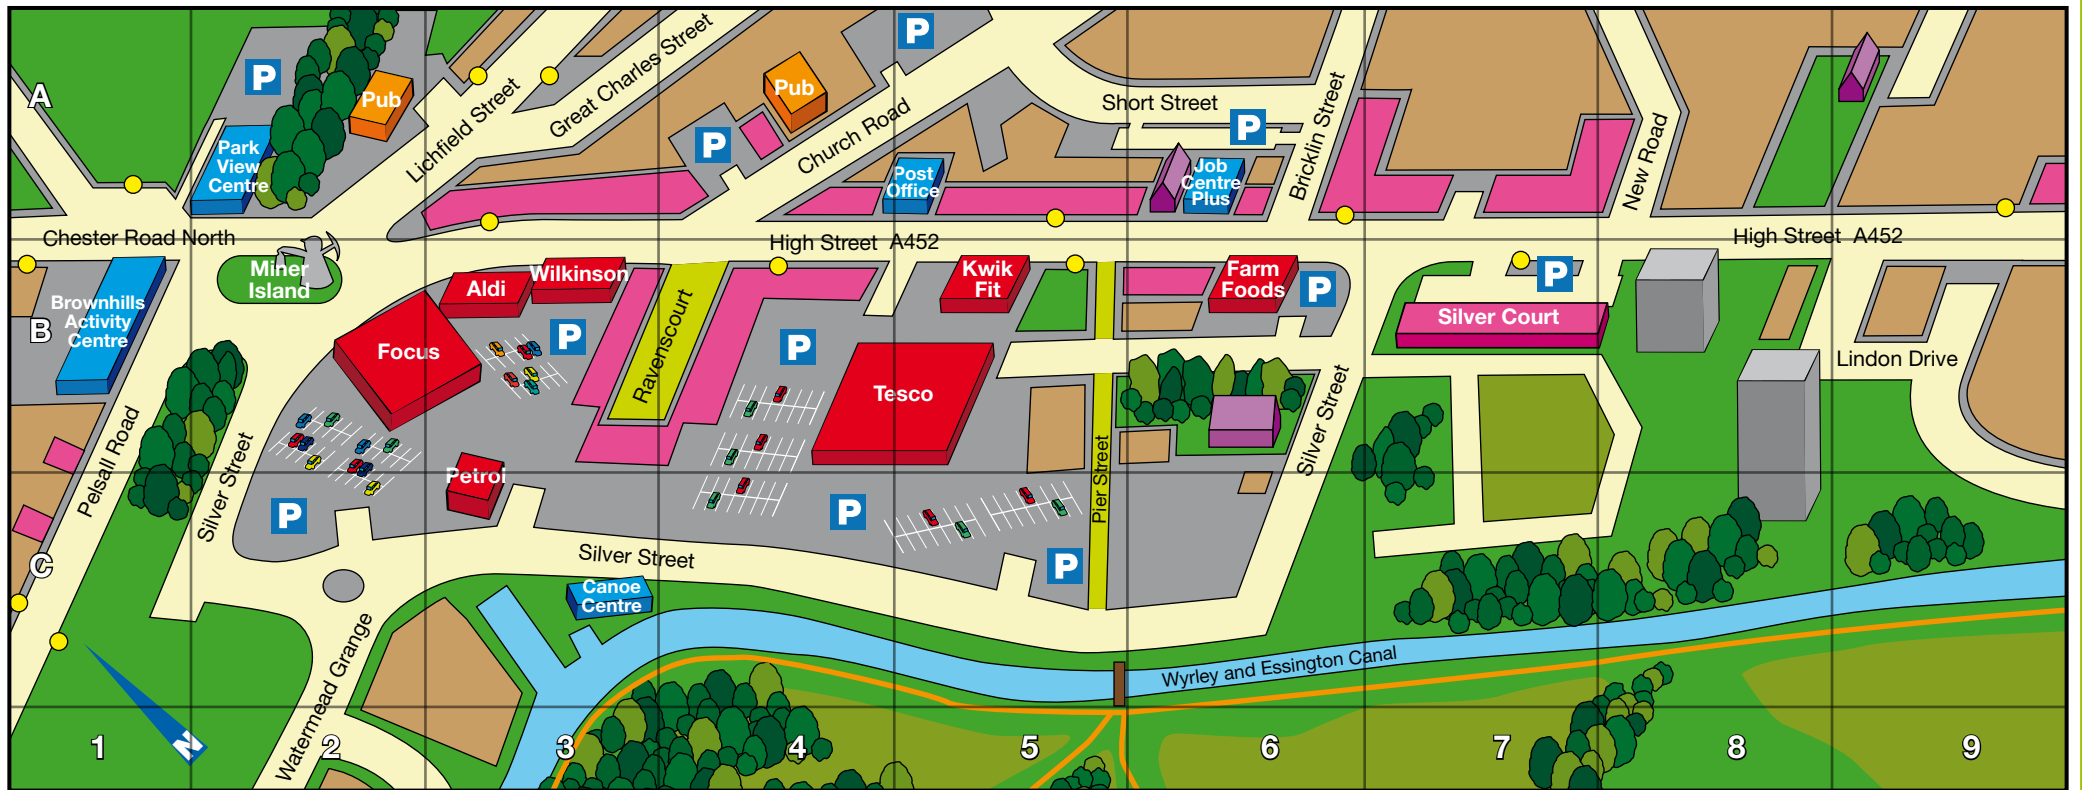 P
P
P
P
P
A
Pub
Pub
Park
View
Centre
Lichfield Street
Great Charles Street
Church Road
Short Street
Bricklin Street
New Road
Post
Office
Job
Centre
Plus
Chester Road North
High Street A452
High Street A452
Miner
Island
Brownhills
Activity
Centre
B
Aldi
Wilkinson
Focus
P
Ravenscourt
P
Kwik
Fit
Farm
Foods
P
P
Silver Court
Tesco
Lindon Drive
Pelsall Road
Silver Street
Petrol
Pier Street
Silver Street
P
P
P
C
Silver Street
Canoe
Centre
Watermead Grange
Wyrley and Essington Canal
N
1
2
3
4
5
6
7
8
9